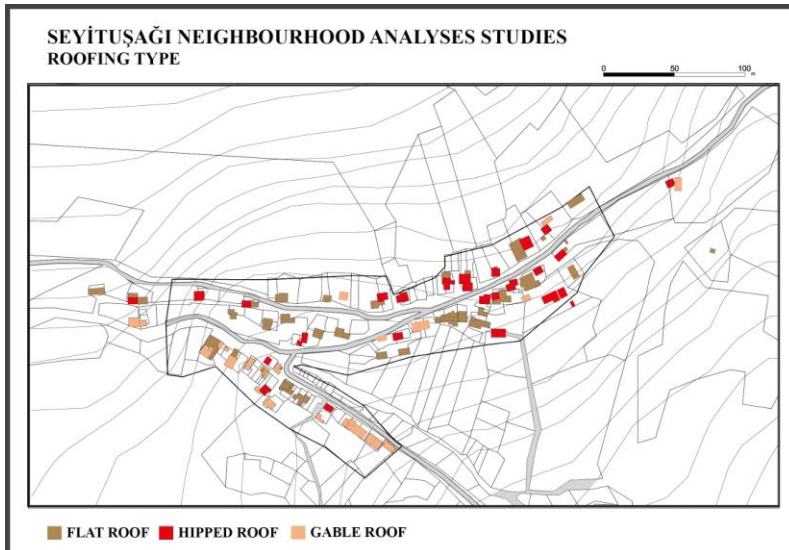 SEYİTUŞAĞI NEIGHBOURHOOD ANALYSES STUDIES
ROOFING TYPE
0 50 100
m
FLAT ROOF HIPPED ROOF GABLE ROOF